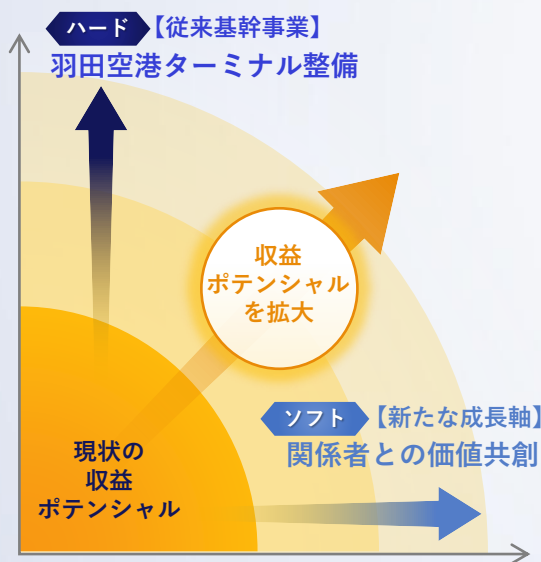 ハード【従来基幹事業】
羽田空港ターミナル整備
収益
ポテンシャル
を拡大
ソフト【新たな成長軸】
関係者との価値共創
現状の
収益
ポテンシャル